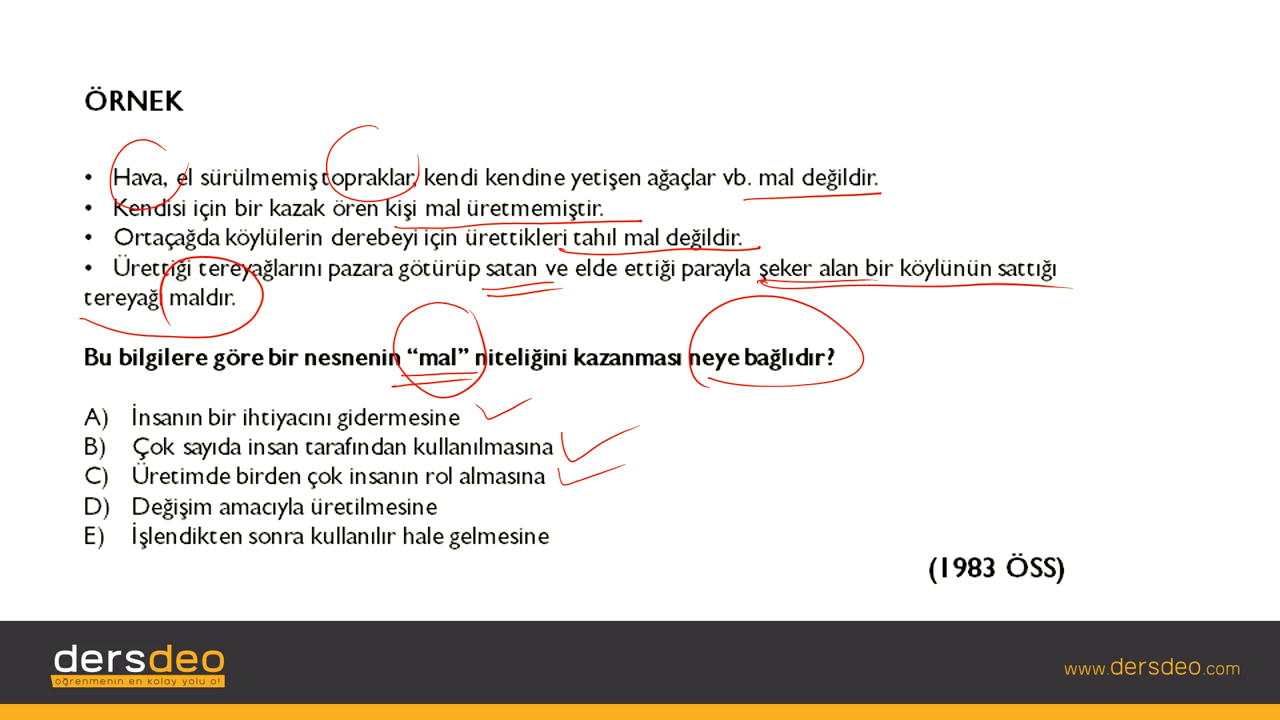 ÖRNEK
• Hava, el sürülmemiş topraklar, kendi kendine yetişen ağaçlar vb. mal değildir.
• Kendisi için bir kazak ören kişi mal üretmemiştir.
• Ortaçağda köylülerin derebeyi için ürettikleri tahıl mal değildir.
• Ürettiği tereyağlarını pazara götürüp satan ve elde ettiği parayla şeker alan bir köylünün sattığı
tereyağı maldır.
Bu bilgilere göre bir nesnenin “mal” niteliğini kazanması neye bağlıdır?
A) İnsanın bir ihtiyacını gidermesine
B) Çok sayıda insan tarafından kullanılmasına
C) Üretimde birden çok insanın rol almasına
D) Değişim amacıyla üretilmesine
E) İşlendikten sonra kullanılır hale gelmesine
(1983 ÖSS)
dersdeo
öğrenmenin en kolay yolu o!
www.dersdeo.com